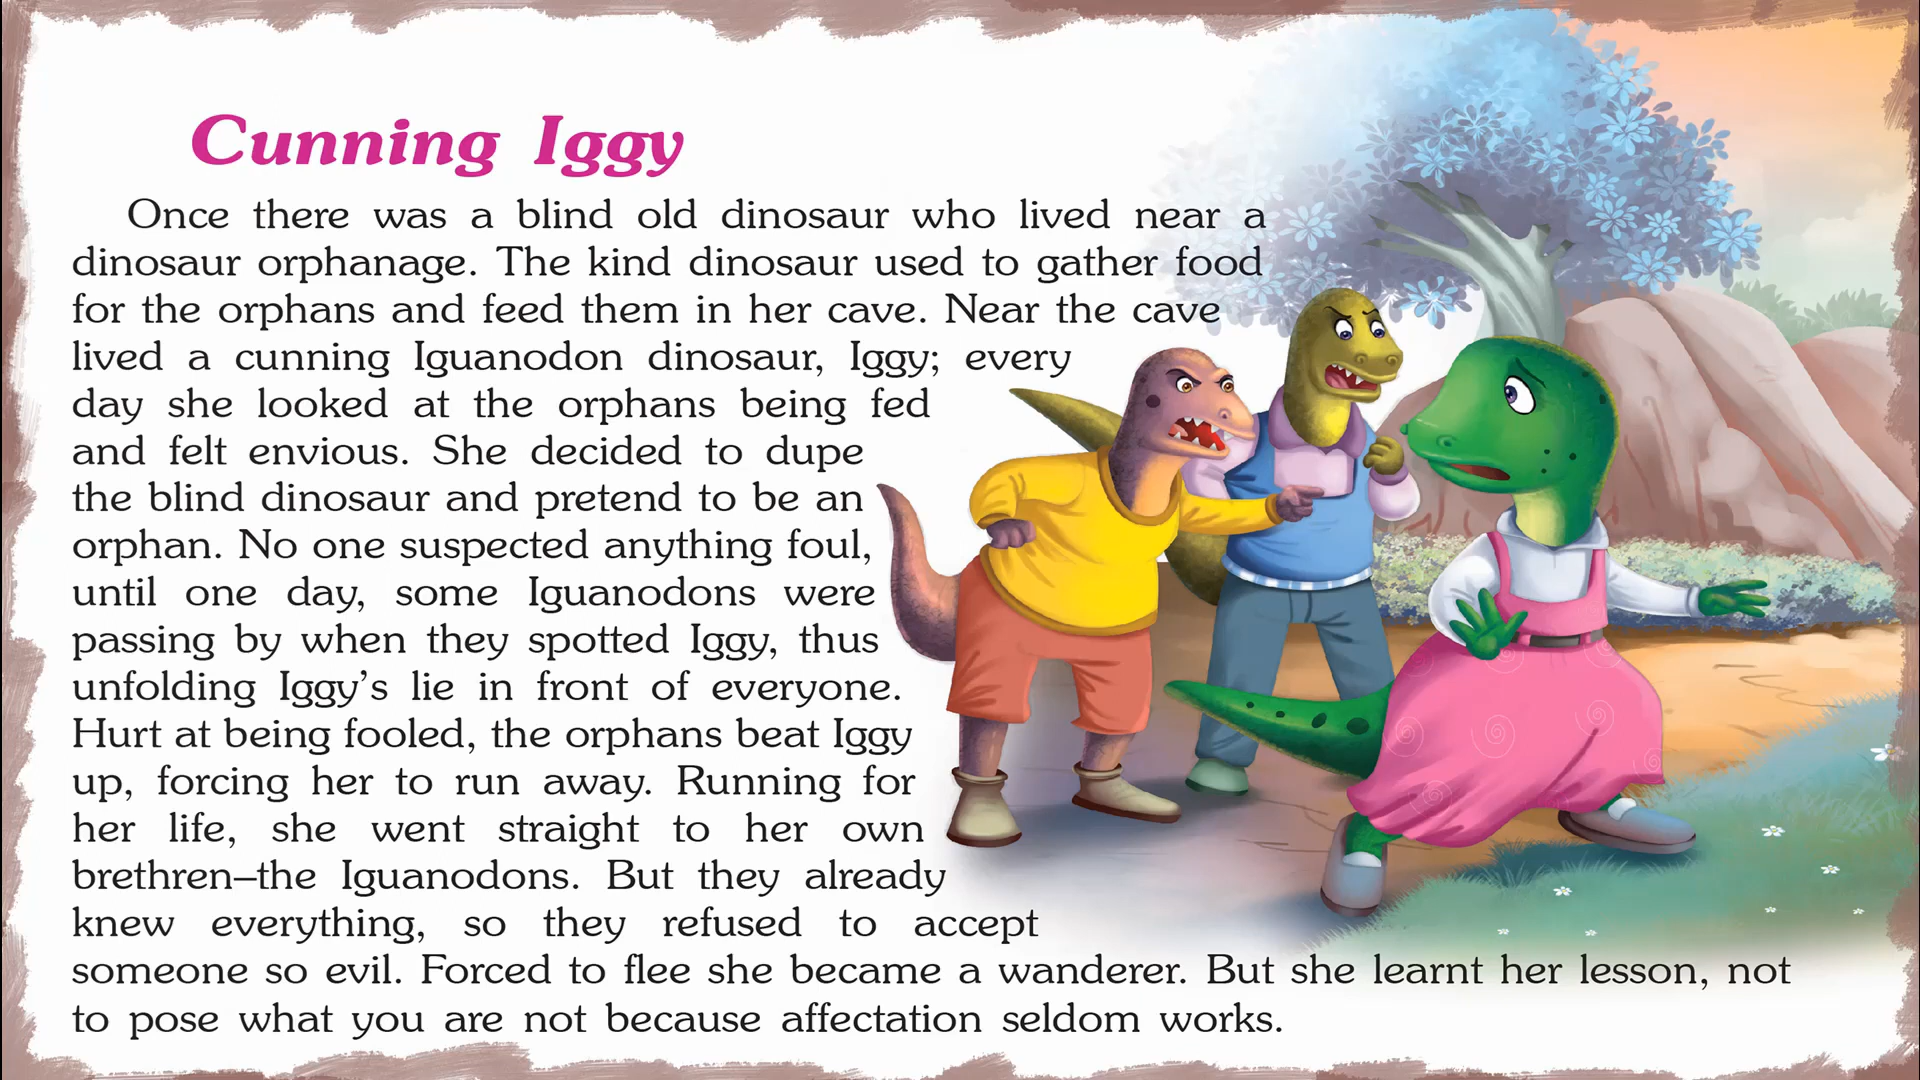 Cunning Iggy
Once there was a blind old dinosaur who lived near a
dinosaur orphanage. The kind dinosaur used to gather food
for the orphans and feed them in her cave. Near the cave
lived a cunning Iguanodon dinosaur, Iggy; every
day she looked at the orphans being fed
and felt envious. She decided to dupe
the blind dinosaur and pretend to be an
orphan. No one suspected anything foul,
until one day, some Iguanodons were
passing by when they spotted Iggy, thus
unfolding Iggy’s lie in front of everyone.
Hurt at being fooled, the orphans beat Iggy
up, forcing her to run away. Running for
her life, she went straight to her own
brethren–the Iguanodons. But they already
knew everything, so they refused to accept
someone so evil. Forced to flee she became a wanderer. But she learnt her lesson, not
to pose what you are not because affectation seldom works.